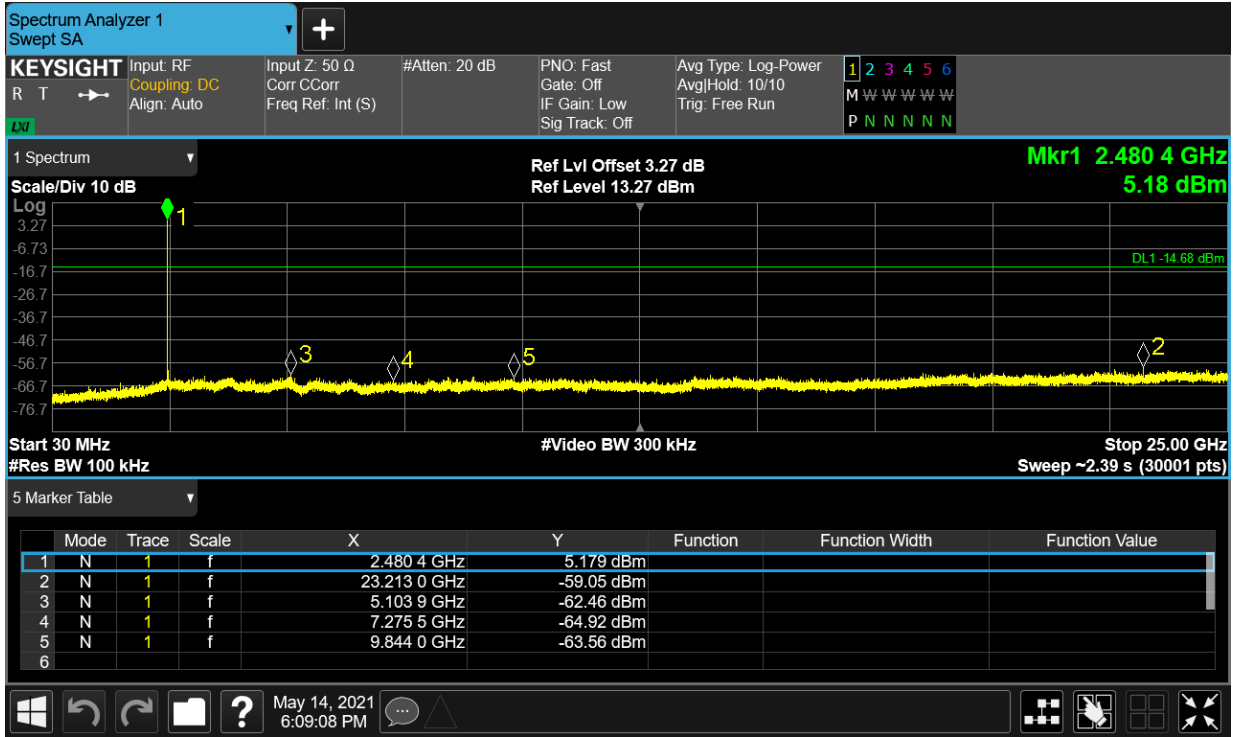 Spectrum Analyzer 1
Swept SA
KEYSIGHT
R T
LXI
Input: RF
Coupling: DC
Align: Auto
Input Z: 50 Ω
Corr CCorr
Freq Ref: Int (S)
#Atten: 20 dB
PNO: Fast
Gate: Off
IF Gain: Low
Sig Track: Off
Avg Type: Log-Power
Avg|Hold: 10/10
Trig: Free Run
1 2 3 4 5 6
M W W W W W
P N N N N N
1 Spectrum
Scale/Div 10 dB
Ref Lvl Offset 3.27 dB
Ref Level 13.27 dBm
Mkr1 2.480 4 GHz
5.18 dBm
Log
3.27
-6.73
-16.7
-26.7
-36.7
-46.7
-56.7
-66.7
-76.7
1
DL1 -14.68 dBm
3
4
5
2
Start 30 MHz
#Video BW 300 kHz
Stop 25.00 GHz
#Res BW 100 kHz
Sweep ~2.39 s (30001 pts)
5 Marker Table
Mode Trace Scale X Y Function Function Width Function Value
1 N 1 f 2.480 4 GHz 5.179 dBm
2 N 1 f 23.213 0 GHz -59.05 dBm
3 N 1 f 5.103 9 GHz -62.46 dBm
4 N 1 f 7.275 5 GHz -64.92 dBm
5 N 1 f 9.844 0 GHz -63.56 dBm
6
?
May 14, 2021
6:09:08 PM